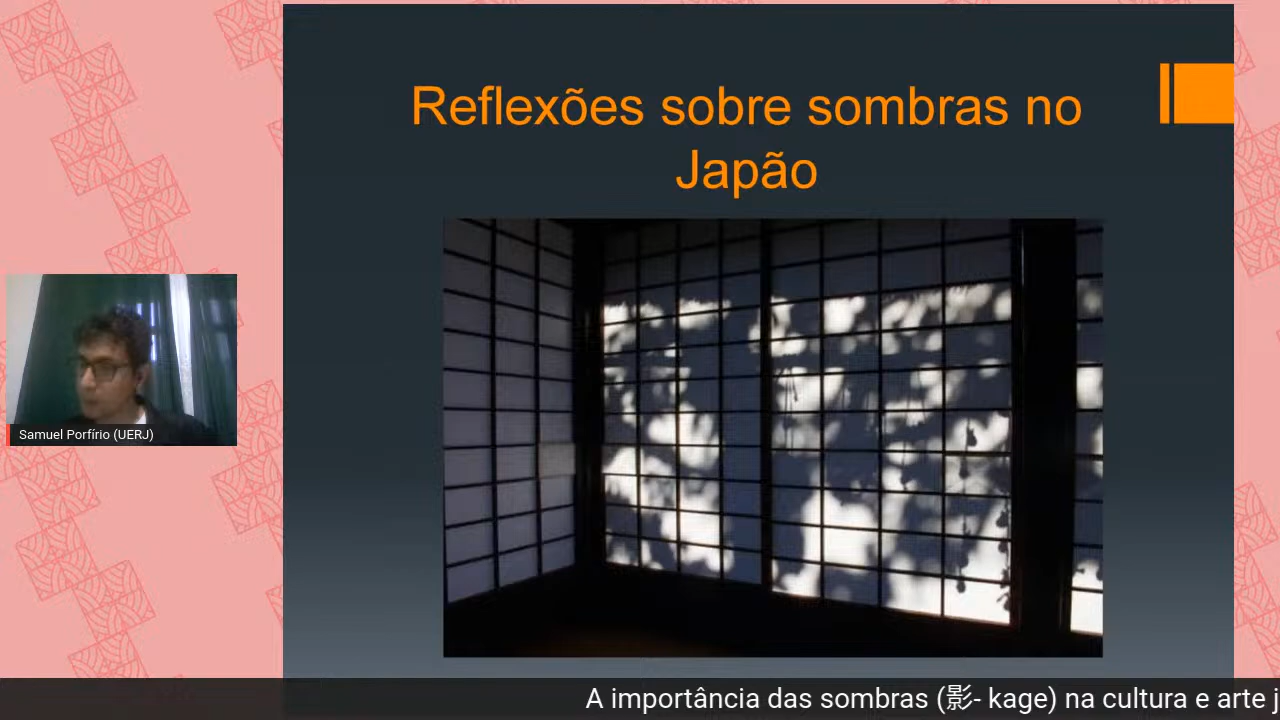 Reflexões sobre sombras no
Japão
Samuel Porfírio (UERJ)
A importância das sombras (影- kage) na cultura e arte j